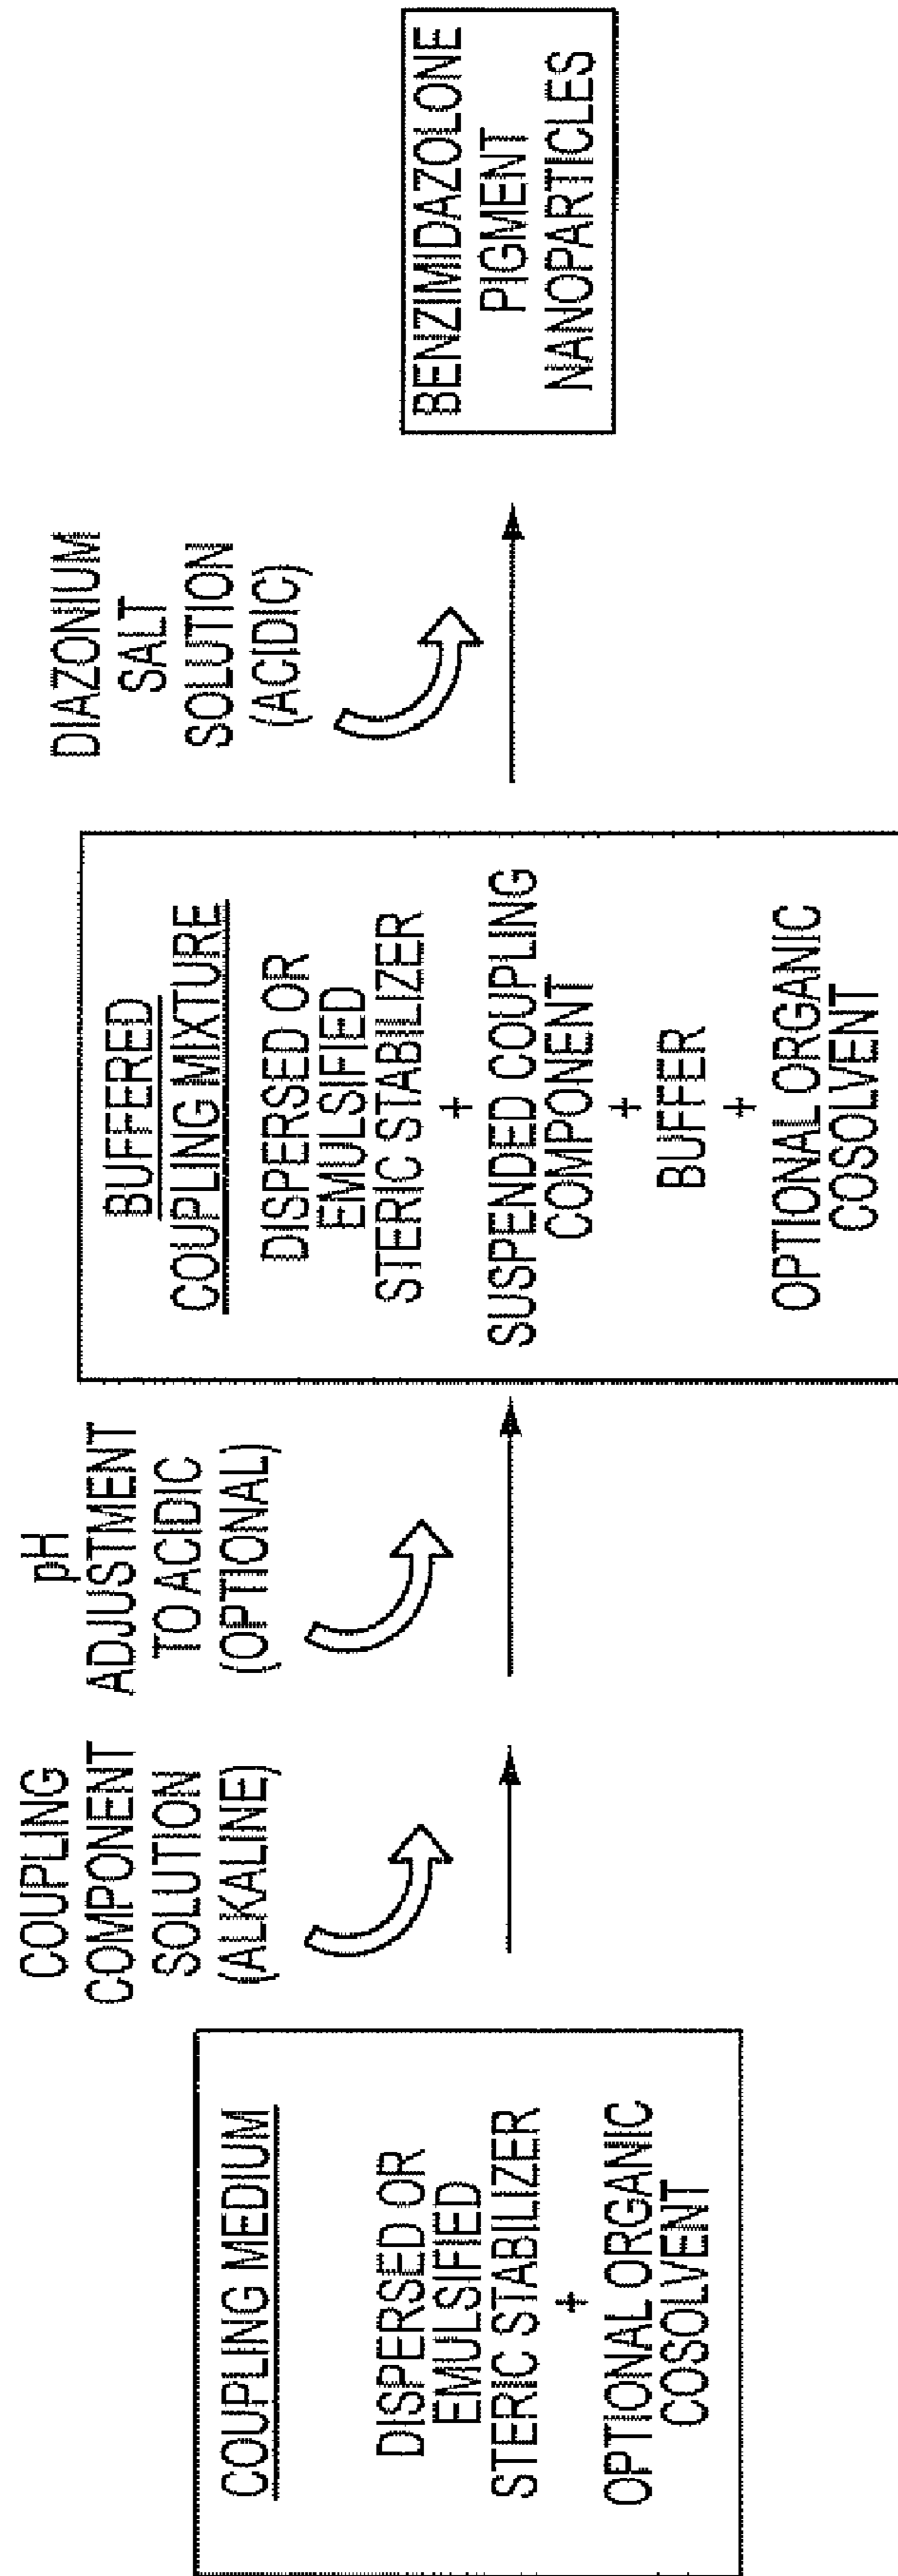 COUPLING MEDIUM
DISPERSED OR
EMULSIFIED
STERIC STABILIZER
+
OPTIONAL ORGANIC
COSOLVENT
COUPLING
COMPONENT
SOLUTION
(ALKALINE)
pH
ADJUSTMENT
TO ACIDIC
(OPTIONAL)
BUFFERED
COUPLING MIXTURE
DISPERSED OR
EMULSIFIED
STERIC STABILIZER
+
SUSPENDED COUPLING
COMPONENT
+
BUFFER
+
OPTIONAL ORGANIC
COSOLVENT
DIAZONIUM
SALT
SOLUTION
(ACIDIC)
BENZIMIDAZOLONE
PIGMENT
NANOPARTICLES